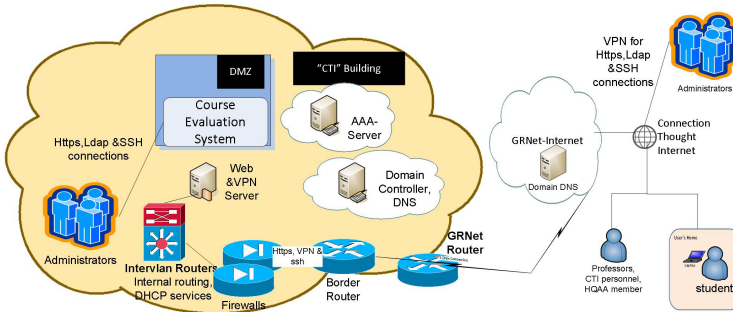 DMZ
Course
Evaluation
System
"CTI" Building
AAA-
Server
Https,Ldap &SSH
connections
Web
&VPN
Server
Domain
Controller,
DNS
Administrators
Intervlan Routers
Internal routing,
DHCP services
Firewalls
Https, VPN &
ssh
Border
Router
GRNet
Router
GRNet-Internet
Domain DNS
VPN for
Https,Ldap
&SSH
connections
Administrators
Connection
Thought
Internet
Professors,
CTI personnel,
HQAA member
User's Home
student